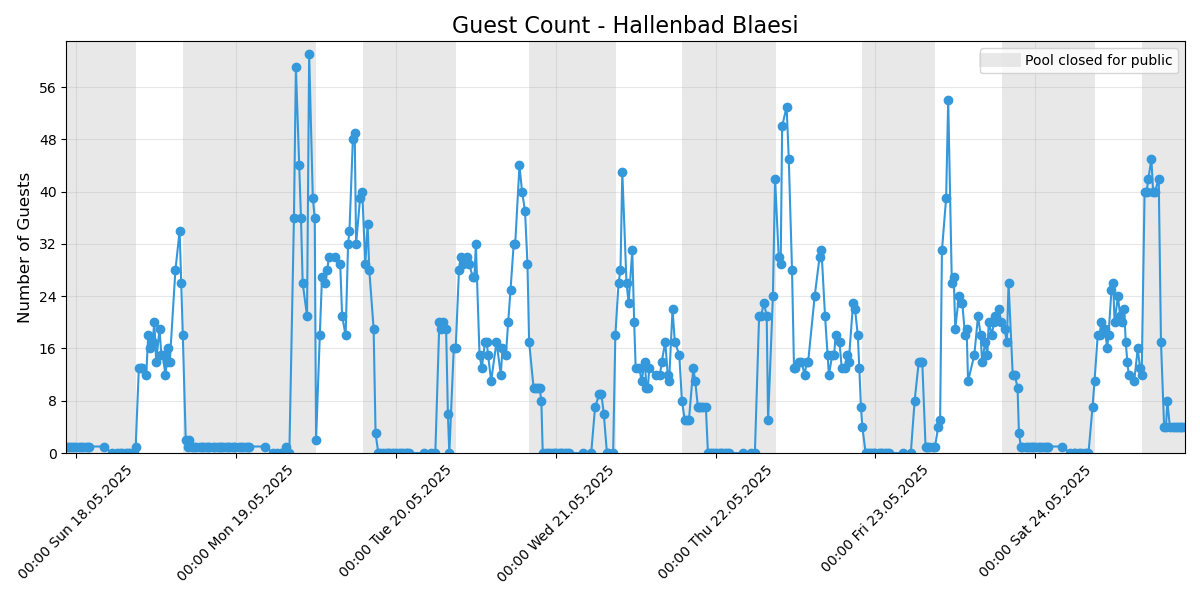 Guest Count - Hallenbad Blaesi
Pool closed for public
Number of Guests
56
48
40
32
24
16
8
0
00:00 Sun 18.05.2025
00:00 Mon 19.05.2025
00:00 Tue 20.05.2025
00:00 Wed 21.05.2025
00:00 Thu 22.05.2025
00:00 Fri 23.05.2025
00:00 Sat 24.05.2025